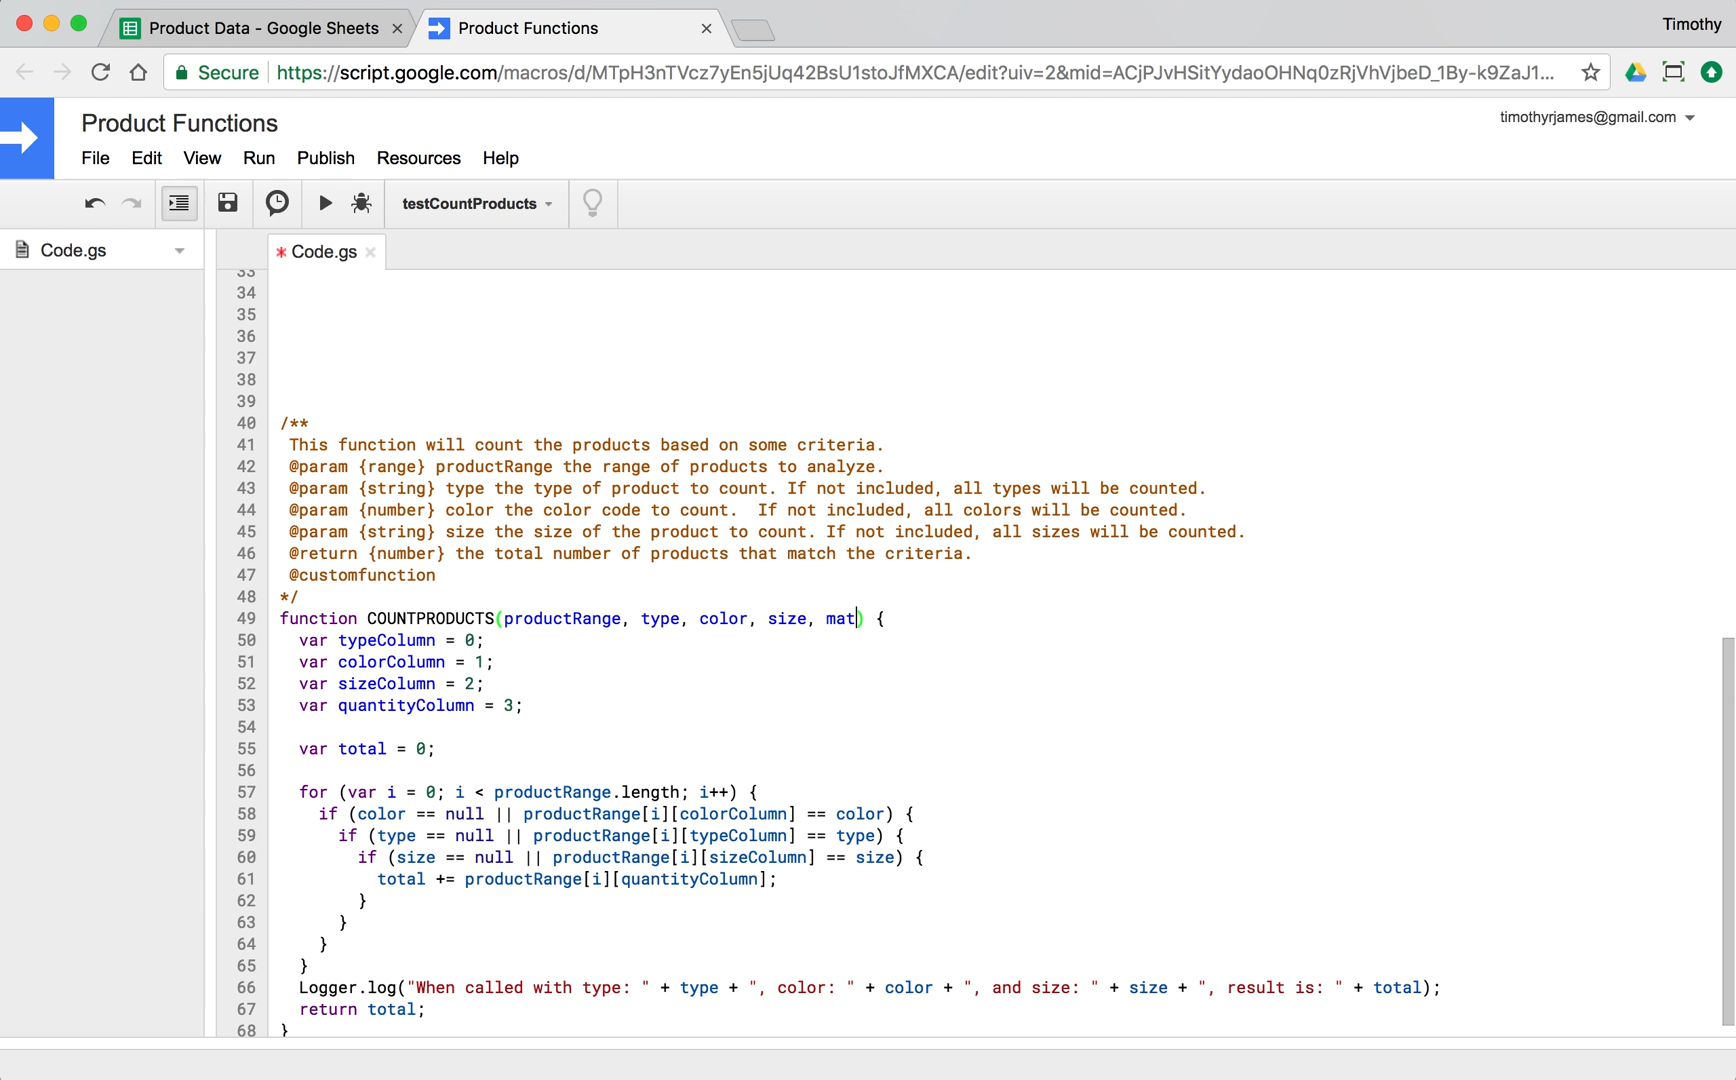 Product Data - Google Sheets
Product Functions
Timothy
Secure
https://script.google.com/macros/d/MTpH3nTVcz7yEn5jUq42BsU1stoJfMXCA/edit?uiv=2&mid=ACjPJvHSitYydaoOHNq0zRjVhVjbeD_1By-k9ZaJ1...
Product Functions
timothyrjames@gmail.com
File Edit View Run Publish Resources Help
testCountProducts
Code.gs
* Code.gs
33
34
35
36
37
38
39
40 /**
41 This function will count the products based on some criteria.
42 @param {range} productRange the range of products to analyze.
43 @param {string} type the type of product to count. If not included, all types will be counted.
44 @param {number} color the color code to count.  If not included, all colors will be counted.
45 @param {string} size the size of the product to count. If not included, all sizes will be counted.
46 @return {number} the total number of products that match the criteria.
47 @customfunction
48 */
49 function COUNTPRODUCTS(productRange, type, color, size, mat) {
50 var typeColumn = 0;
51 var colorColumn = 1;
52 var sizeColumn = 2;
53 var quantityColumn = 3;
54
55 var total = 0;
56
57 for (var i = 0; i < productRange.length; i++) {
58 if (color == null || productRange[i][colorColumn] == color) {
59 if (type == null || productRange[i][typeColumn] == type) {
60 if (size == null || productRange[i][sizeColumn] == size) {
61 total += productRange[i][quantityColumn];
62 }
63 }
64 }
65 }
66 Logger.log("When called with type: " + type + ", color: " + color + ", and size: " + size + ", result is: " + total);
67 return total;
68 }